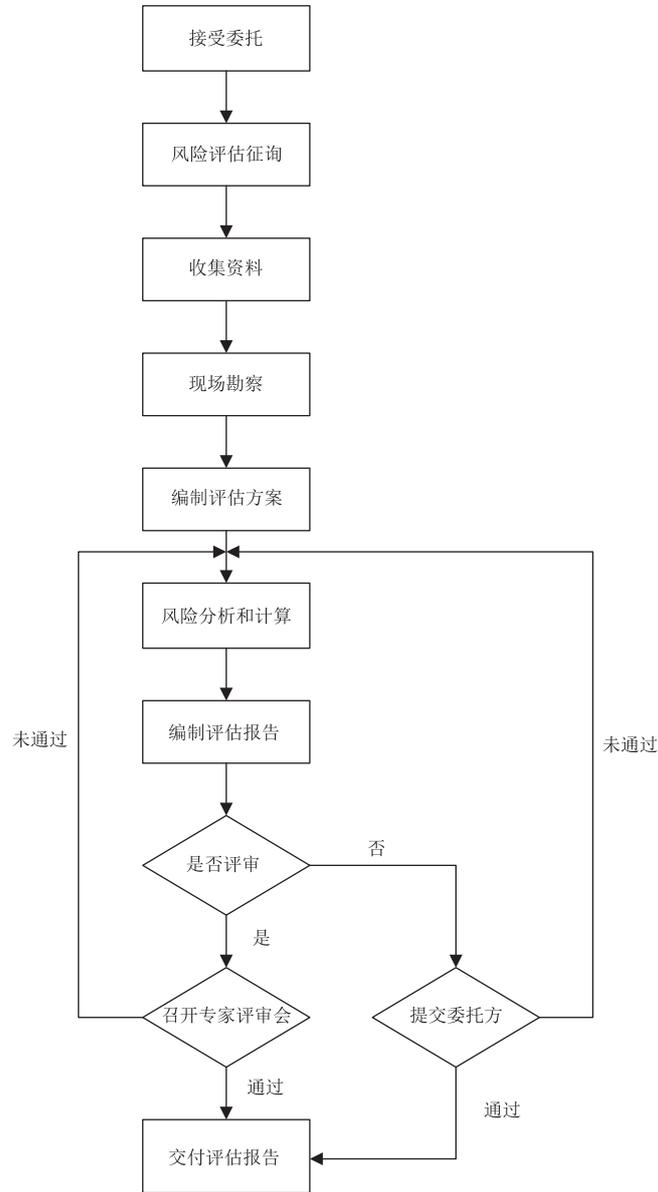 接受委托
风险评估征询
收集资料
现场勘察
编制评估方案
风险分析和计算
编制评估报告
未通过
未通过
是否评审
否
是
召开专家评审会
提交委托方
通过
通过
交付评估报告